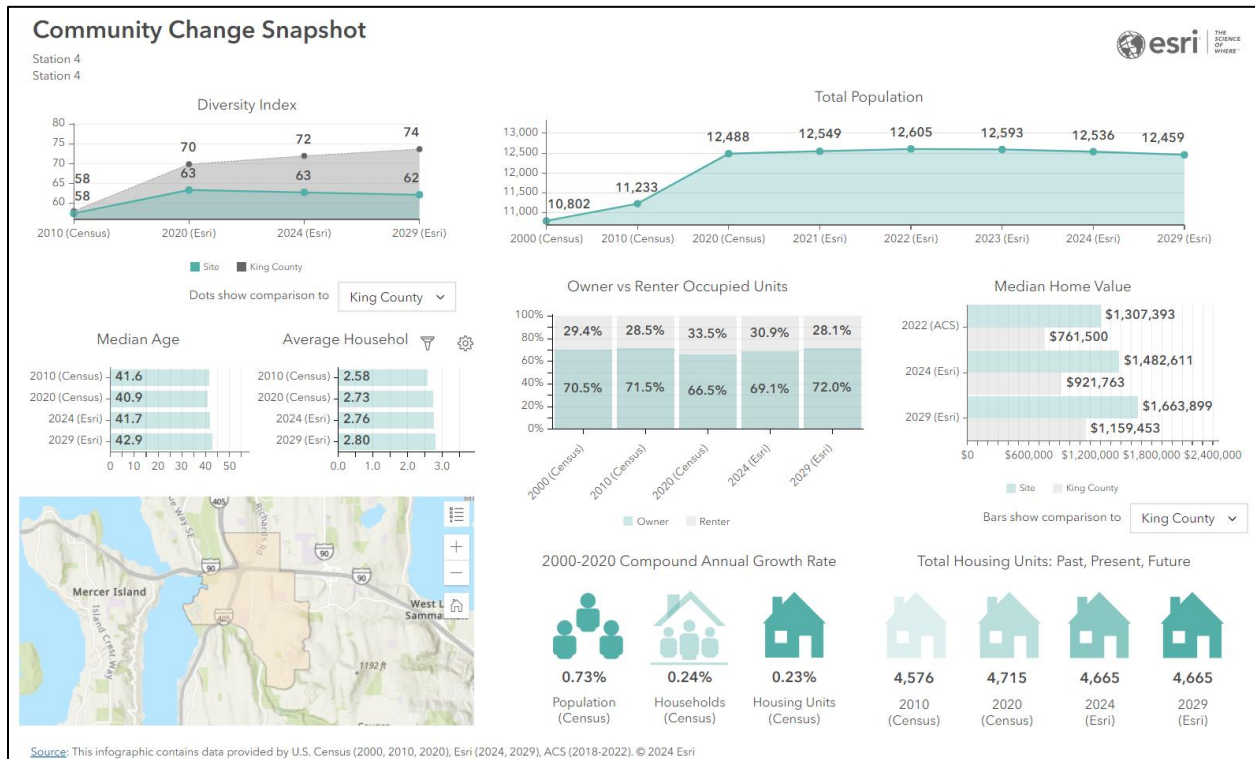 Community Change Snapshot
Station 4
Station 4
esri
THE
SCIENCE
OF
WHERE™
Diversity Index
80
75
70
65
60
58
58
70
63
72
63
74
62
2010 (Census) 2020 (Esri) 2024 (Esri) 2029 (Esri)
Site King County
Dots show comparison to King County
Total Population
13,000
12,500
12,000
11,500
11,000
10,802 11,233 12,488 12,549 12,605 12,593 12,536 12,459
2000 (Census) 2010 (Census) 2020 (Census) 2021 (Esri) 2022 (Esri) 2023 (Esri) 2024 (Esri) 2029 (Esri)
Median Age
2010 (Census) 41.6
2020 (Census) 40.9
2024 (Esri) 41.7
2029 (Esri) 42.9
0 10 20 30 40 50
Average Househol
2010 (Census) 2.58
2020 (Census) 2.73
2024 (Esri) 2.76
2029 (Esri) 2.80
0.0 1.0 2.0 3.0
Owner vs Renter Occupied Units
100%
80%
60%
40%
20%
0%
29.4% 28.5% 33.5% 30.9% 28.1%
70.5% 71.5% 66.5% 69.1% 72.0%
2000 (Census) 2010 (Census) 2020 (Census) 2024 (Esri) 2029 (Esri)
Owner Renter
Median Home Value
2022 (ACS)
$1,307,393
$761,500
2024 (Esri)
$1,482,611
$921,763
2029 (Esri)
$1,663,899
$1,159,453
$0 $600,000 $1,200,000 $1,800,000 $2,400,000
Site King County
Bars show comparison to King County
405
Richards Rd
90
90
90
Mercer Island
Island Crest Way
405
West L
Sammam
1192 ft
+
−
2000-2020 Compound Annual Growth Rate
0.73% 0.24% 0.23%
Population Households Housing Units
(Census) (Census) (Census)
Total Housing Units: Past, Present, Future
4,576 4,715 4,665 4,665
2010 2020 2024 2029
(Census) (Census) (Esri) (Esri)
Source: This infographic contains data provided by U.S. Census (2000, 2010, 2020), Esri (2024, 2029), ACS (2018-2022). © 2024 Esri